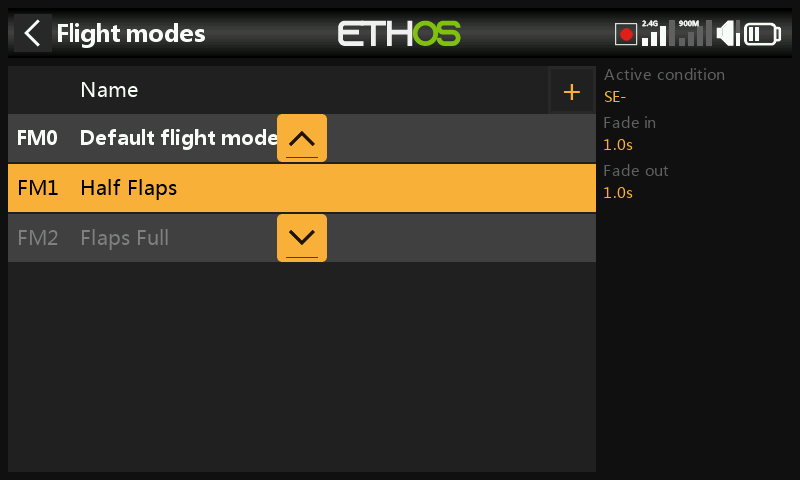 Flight modes
ETHOS
2.4G
900M
Name
+
FM0 Default flight mode
FM1 Half Flaps
FM2 Flaps Full
Active condition
SE-
Fade in
1.0s
Fade out
1.0s